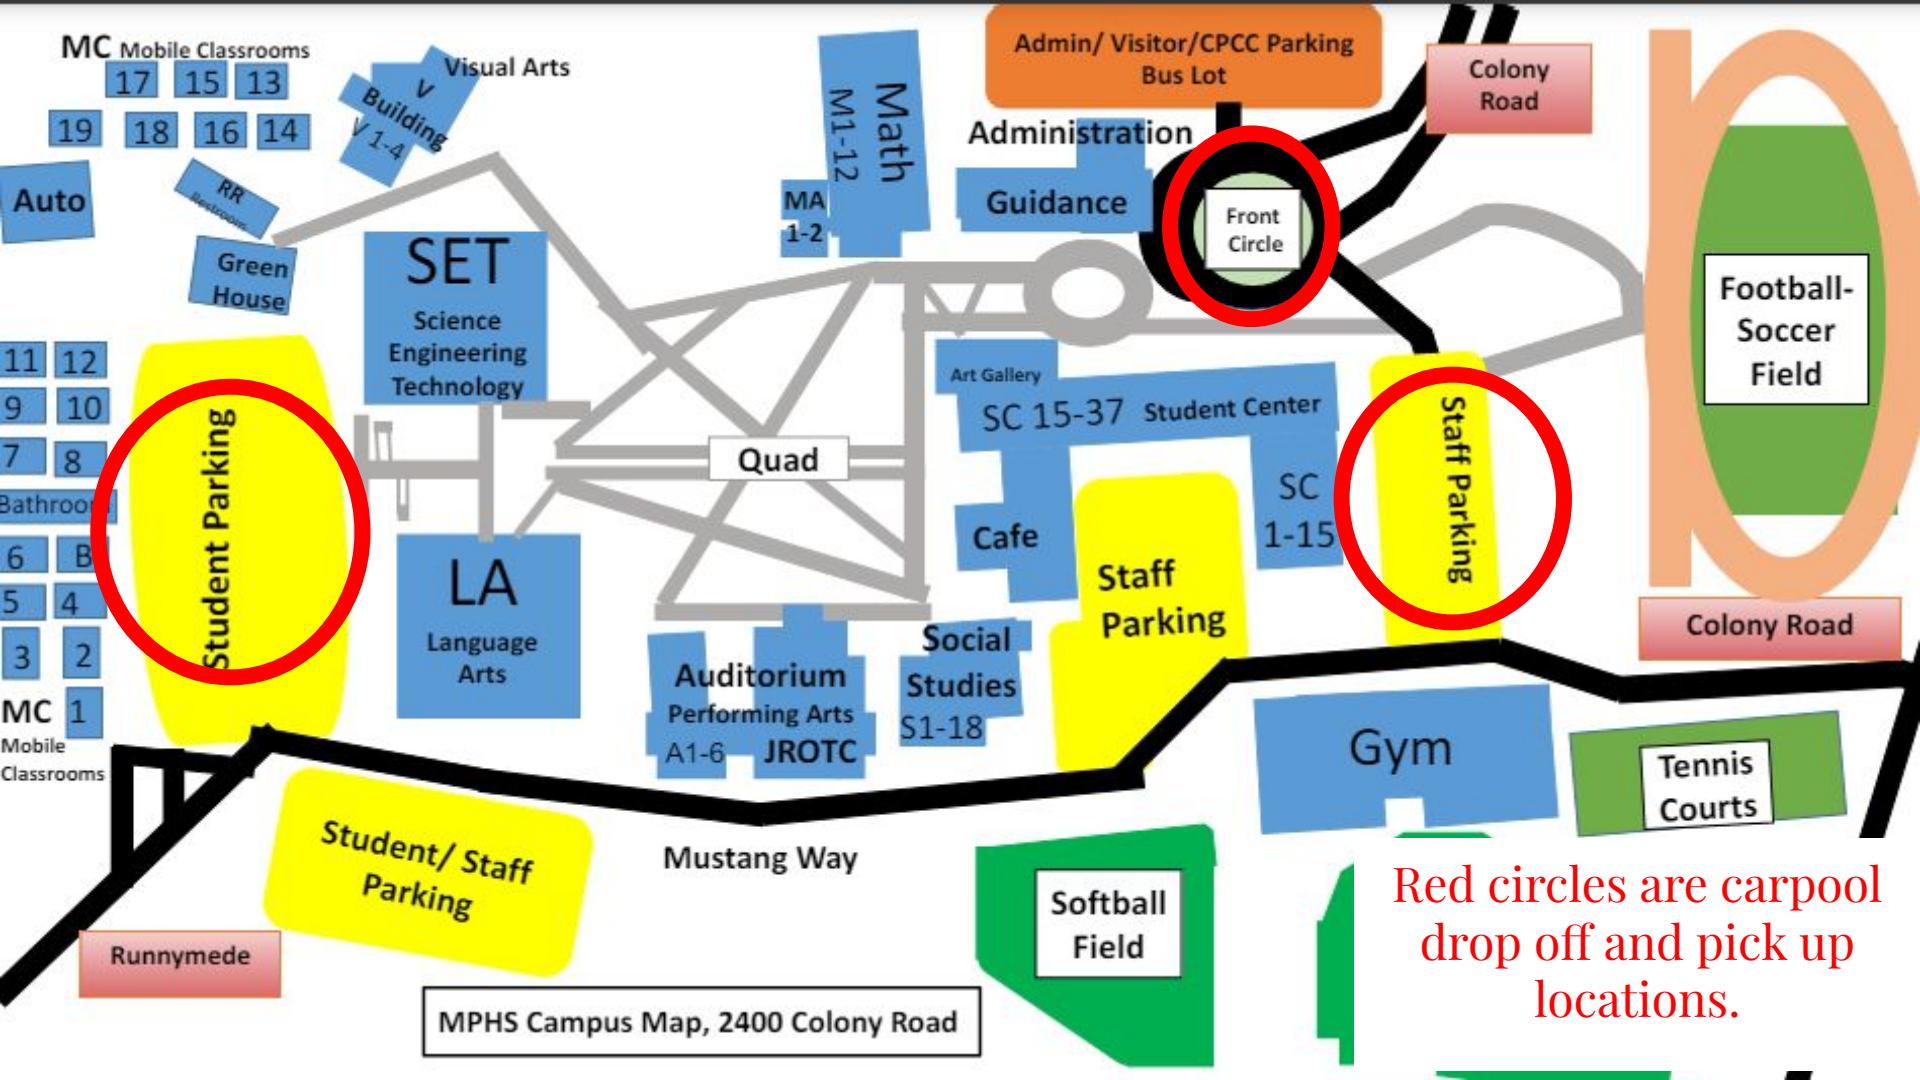 MC Mobile Classrooms
17 15 13
19 18 16 14
Visual Arts
V
Building
V 1-4
Auto
RR
Restrooms
Green
House
SET
Science
Engineering
Technology
Math
M1-12
MA
1-2
Admin/ Visitor/CPCC Parking
Bus Lot
Administration
Guidance
Front
Circle
Colony
Road
Football-
Soccer
Field
11 12
9 10
7 8
Bathroom
6 B
5 4
3 2
MC 1
Mobile
Classrooms
Student Parking
Quad
LA
Language
Arts
Art Gallery
SC 15-37 Student Center
SC
1-15
Cafe
Staff
Parking
Staff Parking
Colony Road
Auditorium
Performing Arts
A1-6 JROTC
Social
Studies
S1-18
Gym
Tennis
Courts
Student/ Staff
Parking
Mustang Way
Softball
Field
Runnymede
MPHS Campus Map, 2400 Colony Road
Red circles are carpool
drop off and pick up
locations.